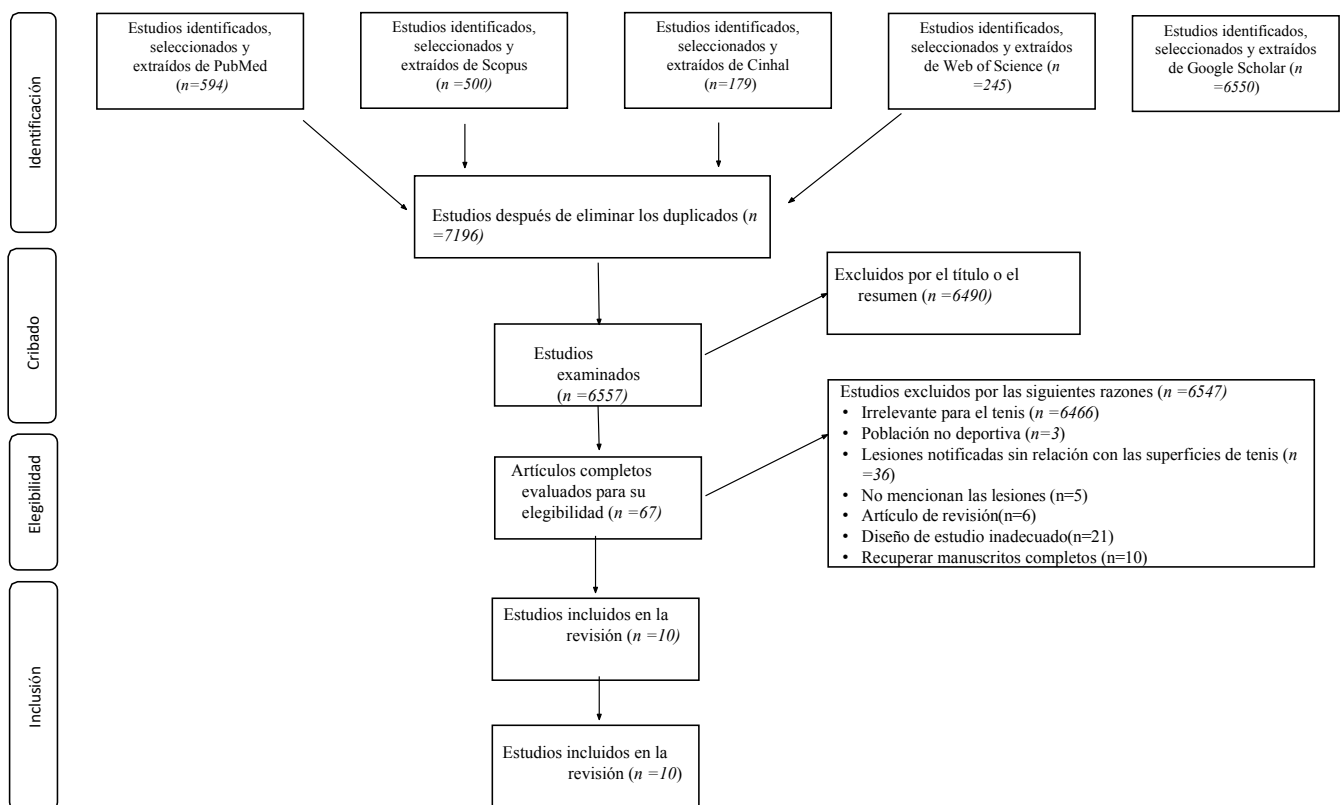 Identificación
Estudios identificados,
seleccionados y
extraídos de PubMed
(n=594)
Estudios identificados,
seleccionados y
extraídos de Scopus
(n =500)
Estudios identificados,
seleccionados y
extraídos de Cinhal
(n=179)
Estudios identificados,
seleccionados y extraídos
de Web of Science (n
=245)
Estudios identificados,
seleccionados y extraídos
de Google Scholar (n
=6550)
Estudios después de eliminar los duplicados (n
=7196)
Cribado
Excluidos por el título o el
resumen (n =6490)
Estudios
examinados
(n =6557)
Elegibilidad
Estudios excluidos por las siguientes razones (n =6547)
• Irrelevante para el tenis (n =6466)
• Población no deportiva (n=3)
• Lesiones notificadas sin relación con las superficies de tenis (n
=36)
• No mencionan las lesiones (n=5)
• Artículo de revisión(n=6)
• Diseño de estudio inadecuado(n=21)
• Recuperar manuscritos completos (n=10)
Artículos completos
evaluados para su
elegibilidad (n =67)
Inclusión
Estudios incluidos en la
revisión (n =10)
Estudios incluidos en la
revisión (n =10)